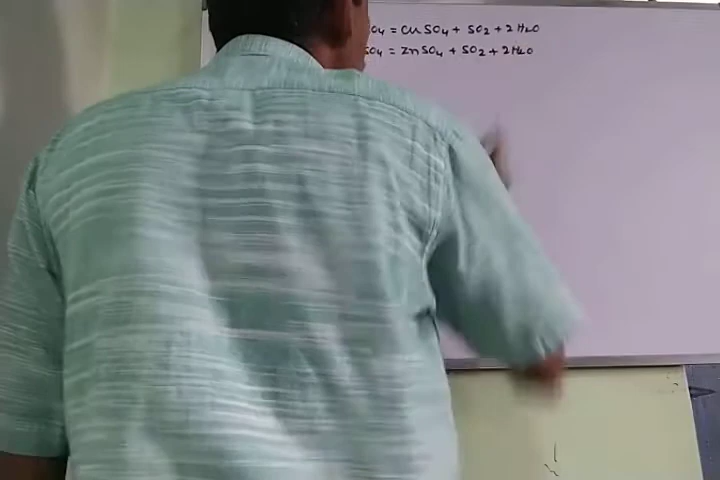 O₄ = CuSO₄ + SO₂ + 2H₂O
SO₄ = ZnSO₄ + SO₂ + 2H₂O